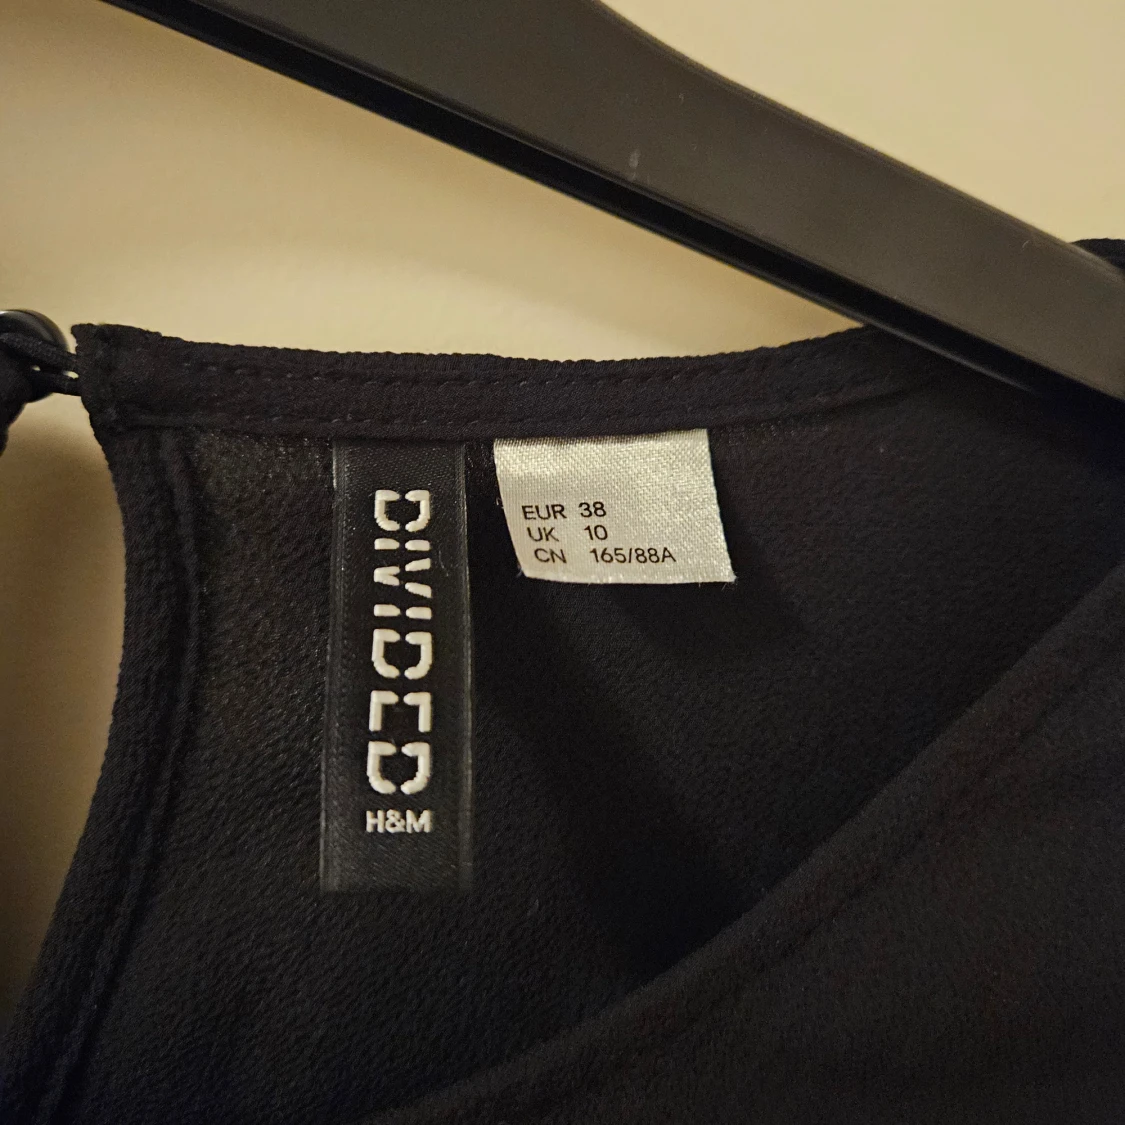 DIVIDED
H&M
EUR 38
UK 10
CN 165/88A